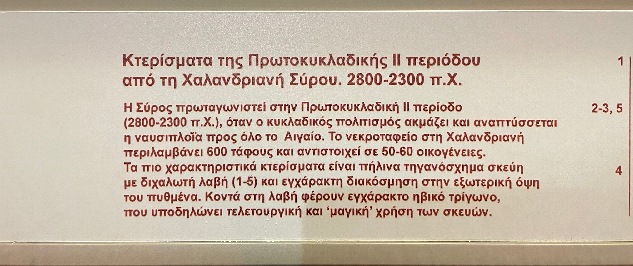 Κτερίσματα της Πρωτοκυκλαδικής ΙΙ περιόδου
από τη Χαλανδριανή Σύρου. 2800-2300 π.Χ.
1
Η Σύρος πρωταγωνιστεί στην Πρωτοκυκλαδική ΙΙ περίοδο
2-3, 5
(2800-2300 π.Χ.), όταν ο κυκλαδικός πολιτισμός ακμάζει και αναπτύσσεται
η ναυσιπλοΐα προς όλο το Αιγαίο. Το νεκροταφείο στη Χαλανδριανή
περιλαμβάνει 600 τάφους και αντιστοιχεί σε 50-60 οικογένειες.
Τα πιο χαρακτηριστικά κτερίσματα είναι πήλινα τηγανόσχημα σκεύη
4
με διχαλωτή λαβή (1-5) και εγχάρακτη διακόσμηση στην εξωτερική όψη
του πυθμένα. Κοντά στη λαβή φέρουν εγχάρακτο ηβικό τρίγωνο,
που υποδηλώνει τελετουργική και ‘μαγική’ χρήση των σκευών.